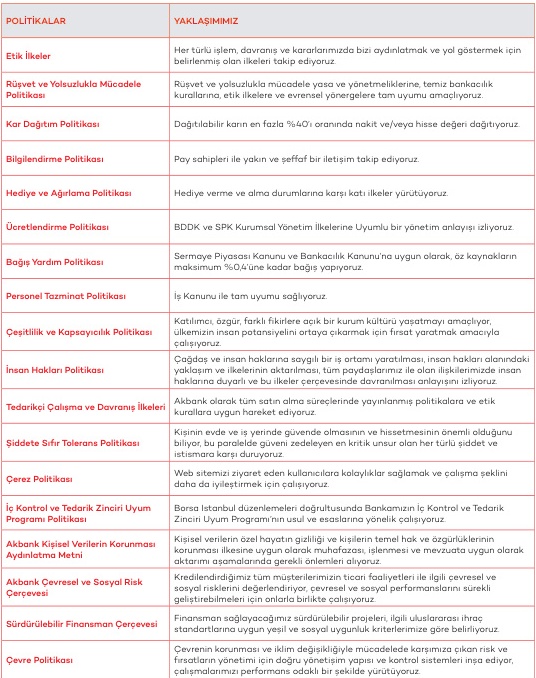 POLİTİKALAR
YAKLAŞIMIMIZ
Etik İlkeler
Her türlü işlem, davranış ve kararlarımızda bizi aydınlatmak ve yol göstermek için
belirlenmiş olan ilkeleri takip ediyoruz.
Rüşvet ve Yolsuzlukla Mücadele
Politikası
Rüşvet ve yolsuzlukla mücadele yasa ve yönetmeliklerine, temiz bankacılık
kurallarına, etik ilkelere ve evrensel yönergelere tam uyumu amaçlıyoruz.
Kar Dağıtım Politikası
Dağıtılabilir karın en fazla %40'ı oranında nakit ve/veya hisse değeri dağıtıyoruz.
Bilgilendirme Politikası
Pay sahipleri ile yakın ve şeffaf bir iletişim takip ediyoruz.
Hediye ve Ağırlama Politikası
Hediye verme ve alma durumlarına karşı katı ilkeler yürütüyoruz.
Ücretlendirme Politikası
BDDK ve SPK Kurumsal Yönetim İlkelerine Uyumlu bir yönetim anlayışı izliyoruz.
Bağış Yardım Politikası
Sermaye Piyasası Kanunu ve Bankacılık Kanunu'na uygun olarak, öz kaynakların
maksimum %0,4'üne kadar bağış yapıyoruz.
Personel Tazminat Politikası
İş Kanunu ile tam uyumu sağlıyoruz.
Çeşitlilik ve Kapsayıcılık Politikası
Katılımcı, özgür, farklı fikirlere açık bir kurum kültürü yaşatmayı amaçlıyor,
ülkemizin insan potansiyelini ortaya çıkarmak için fırsat yaratmak amacıyla
çalışıyoruz.
İnsan Hakları Politikası
Çağdaş ve insan haklarına saygılı bir iş ortamı yaratılması, insan hakları alanındaki
yaklaşım ve ilkelerinin aktarılması, tüm paydaşlarımız ile olan ilişkilerimizde insan
haklarına duyarlı ve bu ilkeler çerçevesinde davranılması anlayışını izliyoruz.
Tedarikçi Çalışma ve Davranış İlkeleri
Akbank olarak tüm satın alma süreçlerinde yayınlanmış politikalara ve etik
kurallara uygun hareket ediyoruz.
Şiddete Sıfır Tolerans Politikası
Kişinin evde ve iş yerinde güvende olmasının ve hissetmesinin önemli olduğunu
biliyor, bu paralelde güveni zedeleyen en kritik unsur olan her türlü şiddet ve
istismara karşı duruyoruz.
Çerez Politikası
Web sitemizi ziyaret eden kullanıcılara kolaylıklar sağlamak ve çalışma şeklini
daha da iyileştirmek için çalışıyoruz.
İç Kontrol ve Tedarik Zinciri Uyum
Programı Politikası
Borsa Istanbul düzenlemeleri doğrultusunda Bankamızın İç Kontrol ve Tedarik
Zinciri Uyum Programı'nın usul ve esaslarına yönelik çalışıyoruz.
Akbank Kişisel Verilerin Korunması
Aydınlatma Metni
Kişisel verilerin özel hayatın gizliliği ve kişilerin temel hak ve özgürlüklerinin
korunması ilkesine uygun olarak muhafazası, işlenmesi ve mevzuata uygun olarak
aktarımı aşamalarında gerekli önlemleri alıyoruz.
Akbank Çevresel ve Sosyal Risk
Çerçevesi
Kredilendirdiğimiz tüm müşterilerimizin ticari faaliyetleri ile ilgili çevresel ve
sosyal risklerini değerlendiriyor, çevresel ve sosyal performanslarını sürekli
geliştirebilmeleri için onlarla birlikte çalışıyoruz.
Sürdürülebilir Finansman Çerçevesi
Finansman sağlayacağımız sürdürülebilir projeleri, ilgili uluslararası ihraç
standartlarına uygun yeşil ve sosyal uygunluk kriterlerimize göre belirliyoruz.
Çevre Politikası
Çevrenin korunması ve iklim değişikliğiyle mücadelede karşımıza çıkan risk ve
fırsatların yönetimi için doğru yönetişim yapısı ve kontrol sistemleri inşa ediyor,
çalışmalarımızı performans odaklı bir şekilde yürütüyoruz.